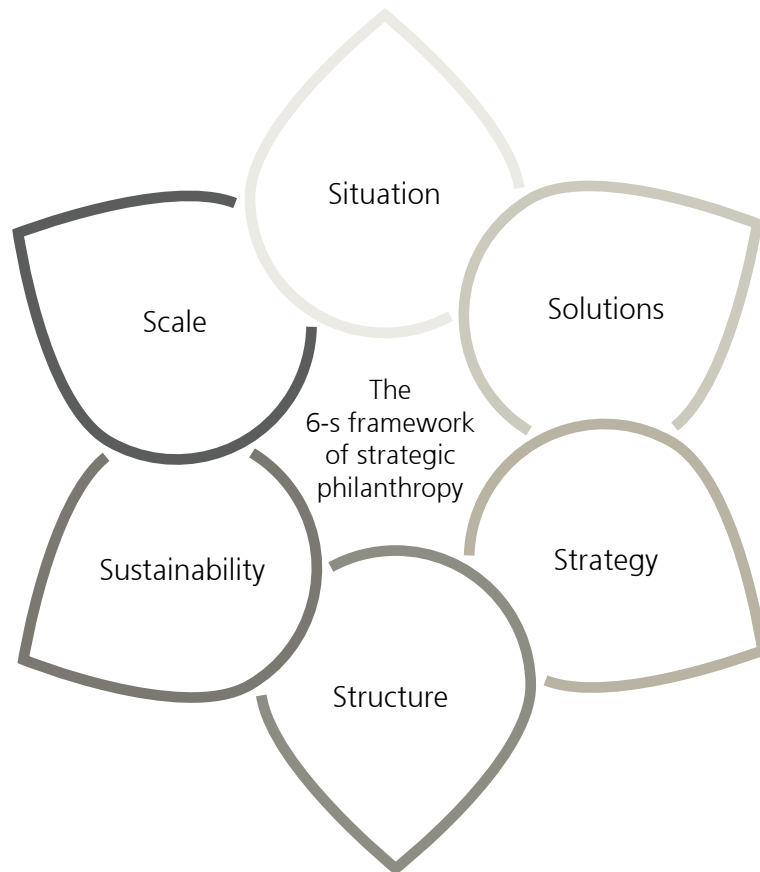 Situation
Solutions
Scale
The
6-s framework
of strategic
philanthropy
Strategy
Sustainability
Structure